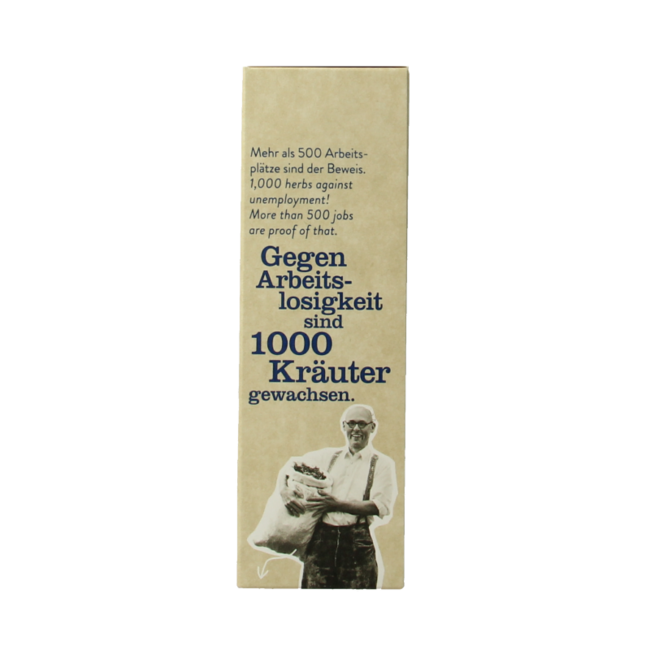 Mehr als 500 Arbeits-
plätze sind der Beweis.
1,000 herbs against
unemployment!
More than 500 jobs
are proof of that.
Gegen
Arbeits-
losigkeit
sind
1000
Kräuter
gewachsen.